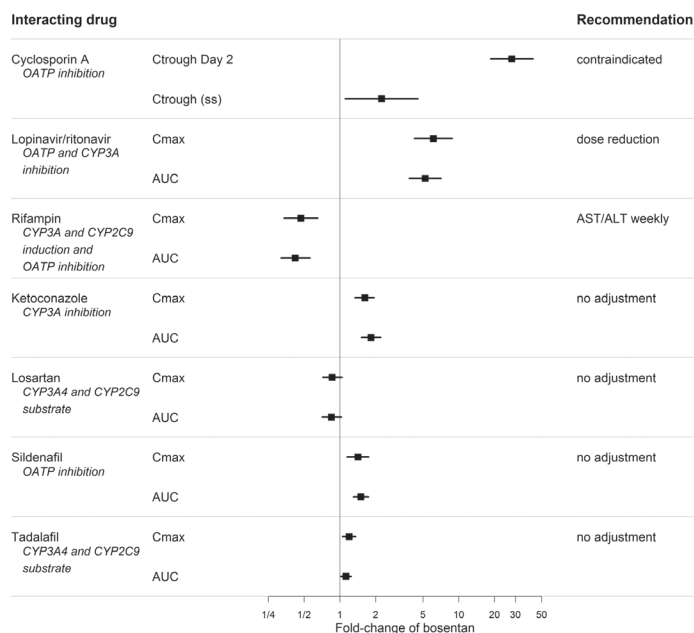 Interacting drug Recommendation
Cyclosporin A Ctrough Day 2 contraindicated
OATP inhibition
Ctrough (ss)
Lopinavir/ritonavir Cmax dose reduction
OATP and CYP3A
inhibition
AUC
Rifampin Cmax AST/ALT weekly
CYP3A and CYP2C9
induction and
OATP inhibition
AUC
Ketoconazole Cmax no adjustment
CYP3A inhibition
AUC
Losartan Cmax no adjustment
CYP3A4 and CYP2C9
substrate
AUC
Sildenafil Cmax no adjustment
OATP inhibition
AUC
Tadalafil Cmax no adjustment
CYP3A4 and CYP2C9
substrate
AUC
1/4 1/2 1 2 5 10 20 30 50
Fold-change of bosentan